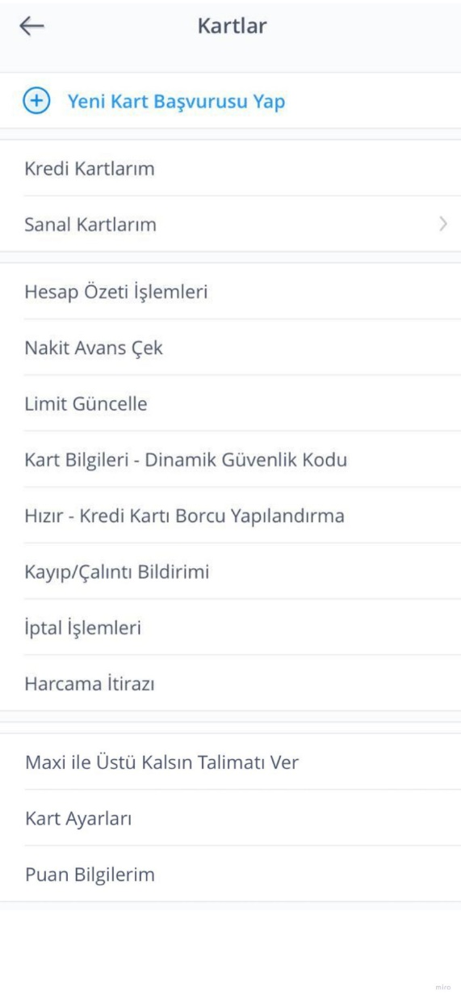 Kartlar
Yeni Kart Başvurusu Yap
Kredi Kartlarım
Sanal Kartlarım
Hesap Özeti İşlemleri
Nakit Avans Çek
Limit Güncelle
Kart Bilgileri - Dinamik Güvenlik Kodu
Hızır - Kredi Kartı Borcu Yapılandırma
Kayıp/Çalıntı Bildirimi
İptal İşlemleri
Harcama İtirazı
Maxi ile Üstü Kalsın Talimatı Ver
Kart Ayarları
Puan Bilgilerim
miro